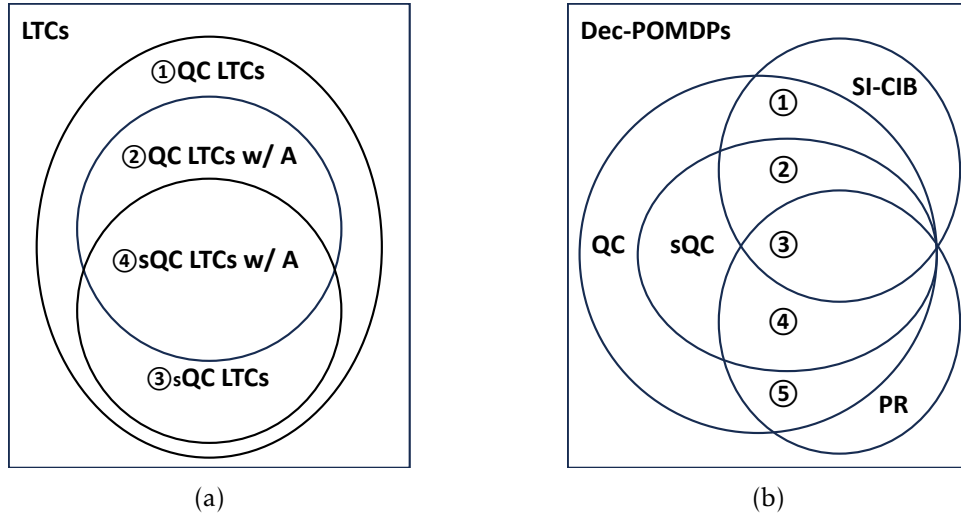 LTCs
①QC LTCs
②QC LTCs w/ A
④sQC LTCs w/ A
③sQC LTCs
(a)
Dec-POMDPs
SI-CIB
①
②
QC
sQC
③
④
⑤
PR
(b)